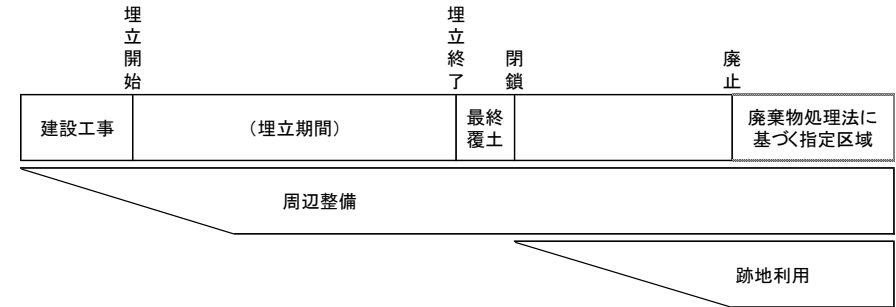 埋立開始
埋立終了
閉鎖
廃止
建設工事
(埋立期間)
最終
覆土
廃棄物処理法に
基づく指定区域
周辺整備
跡地利用